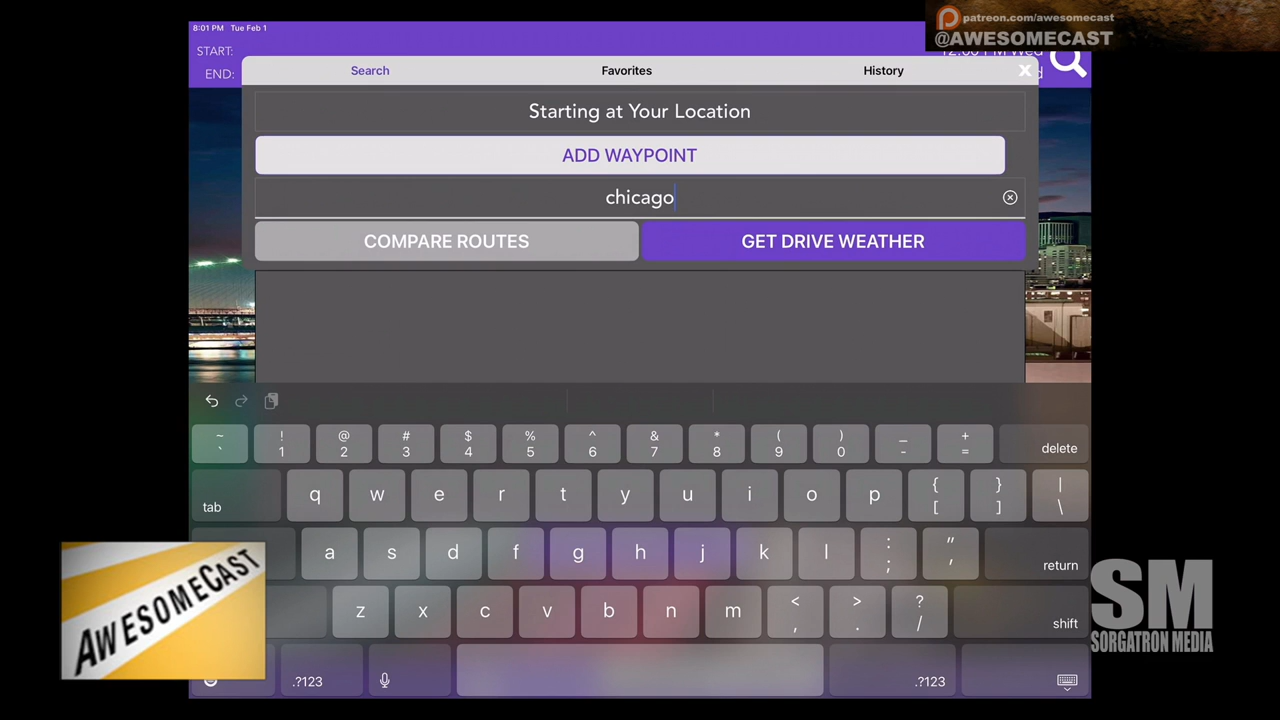 8:01 PM Tue Feb 1
patreon.com/awesomecast
@AWESOMECAST
START:
END:
Search Favorites History
Starting at Your Location
ADD WAYPOINT
chicago
COMPARE ROUTES GET DRIVE WEATHER
~ ! @ # $ % ^ & * ( ) _ +
` 1 2 3 4 5 6 7 8 9 0 - = delete
tab q w e r t y u i o p { [ } ] | \
a s d f g h j k l : ; " ' return
z x c v b n m < , > . ? / shift
.?123 .?123
AWESOMECAST
SM
SORGATRON MEDIA